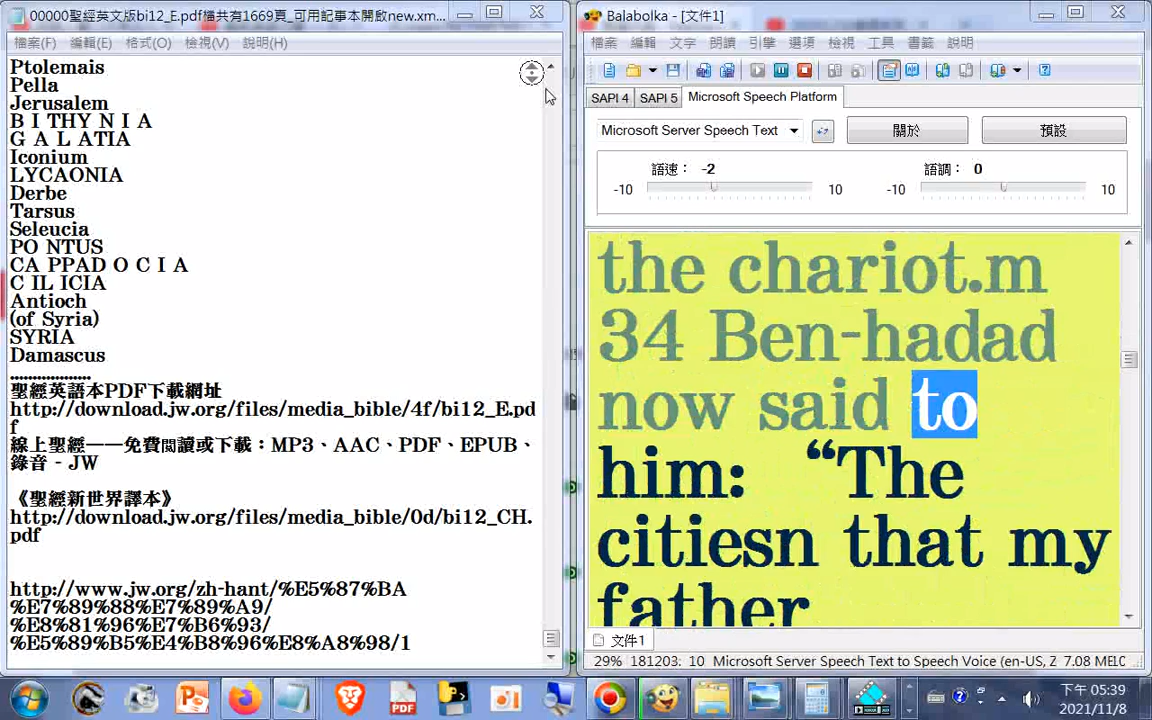 00000聖經英文版bi12_E.pdf檔共有1669頁_可用記事本開啟new.xm...
檔案(F) 編輯(E) 格式(O) 檢視(V) 說明(H)
Ptolemais
Pella
Jerusalem
B I THY N I A
G A L ATIA
Iconium
LYCAONIA
Derbe
Tarsus
Seleucia
PO NTUS
CA PPAD O C I A
C IL ICIA
Antioch
(of Syria)
SYRIA
Damascus
..................
聖經英語本PDF下載網址
http://download.jw.org/files/media_bible/4f/bi12_E.pd
f
線上聖經——免費閱讀或下載：MP3、AAC、PDF、EPUB、
錄音 - JW
《聖經新世界譯本》
http://download.jw.org/files/media_bible/0d/bi12_CH.
pdf
http://www.jw.org/zh-hant/%E5%87%BA
%E7%89%88%E7%89%A9/
%E8%81%96%E7%B6%93/
%E5%89%B5%E4%B8%96%E8%A8%98/1
Balabolka - [文件1]
檔案 編輯 文字 朗讀 引擎 選項 檢視 工具 書籤 說明
SAPI 4 SAPI 5 Microsoft Speech Platform
Microsoft Server Speech Text 關於 預設
語速： -2 語調： 0
-10 10 -10 10
the chariot.m
34 Ben-hadad
now said to
him: “The
citiesn that my
father
文件1
29% 181203: 10 Microsoft Server Speech Text to Speech Voice (en-US, Z 7.08 MELO
PDF
下午 05:39
2021/11/8